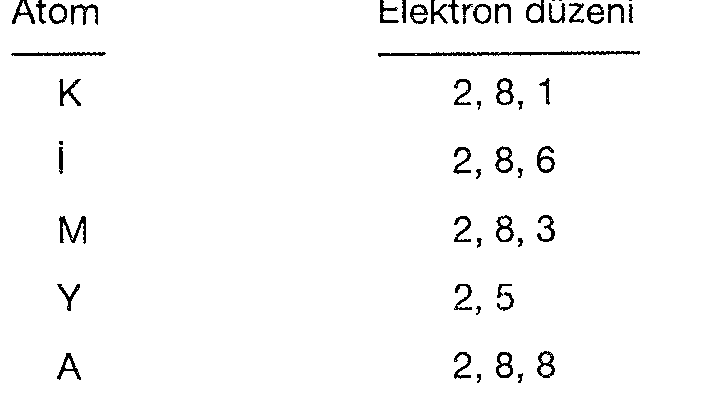 Atom Elektron düzeni
K 2, 8, 1
İ 2, 8, 6
M 2, 8, 3
Y 2, 5
A 2, 8, 8